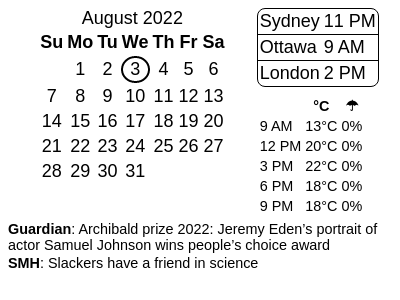 August 2022
Su Mo Tu We Th Fr Sa
1 2 3 4 5 6
7 8 9 10 11 12 13
14 15 16 17 18 19 20
21 22 23 24 25 26 27
28 29 30 31
Sydney 11 PM
Ottawa 9 AM
London 2 PM
°C ☂
9 AM 13°C 0%
12 PM 20°C 0%
3 PM 22°C 0%
6 PM 18°C 0%
9 PM 18°C 0%
Guardian: Archibald prize 2022: Jeremy Eden's portrait of
actor Samuel Johnson wins people's choice award
SMH: Slackers have a friend in science